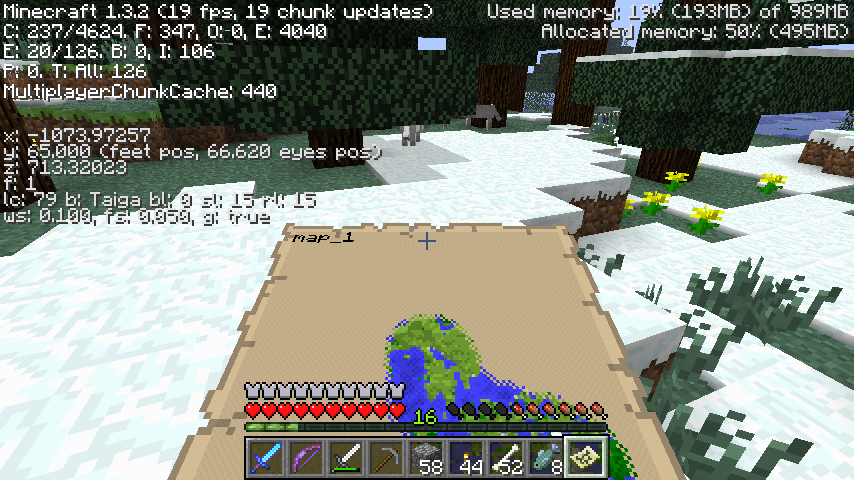 Minecraft 1.3.2 (19 fps, 19 chunk updates)
Used memory: 19% (193MB) of 989MB
C: 237/4624, F: 347, O: 0, E: 4040
Allocated memory: 50% (495MB)
E: 20/126, B: 0, I: 106
P: 0, T: All: 126
MultiplayerChunkCache: 440
x: -1073.97257
y: 65.000 (feet pos, 66.620 eyes pos)
z: 713.32023
f: 1
lc: 79 b: Taiga bl: 0 sl: 15 rl: 15
ws: 0.100, fs: 0.050, g: true
map_1
16
58 44 52 8